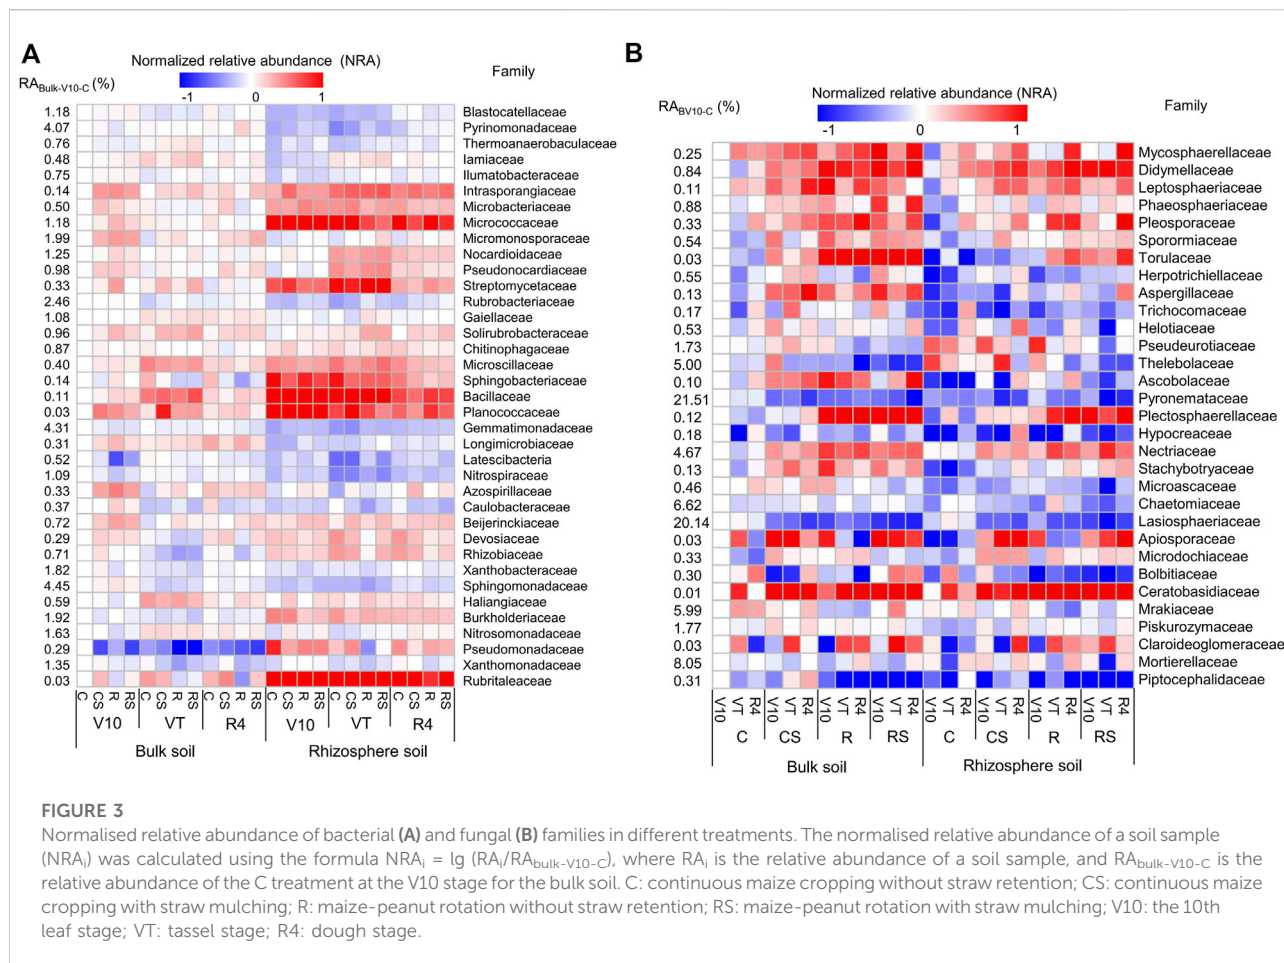 A
Normalized relative abundance (NRA)
RABulk-V10-C (%)
-1 0 1
Family
1.18 Blastocatellaceae
4.07 Pyrinomonadaceae
0.76 Thermoanaerobaculaceae
0.48 Iamiaceae
0.75 Ilumatobacteraceae
0.14 Intrasporangiaceae
0.50 Microbacteriaceae
1.18 Micrococcaceae
1.99 Micromonosporaceae
1.25 Nocardioidaceae
0.98 Pseudonocardiaceae
0.33 Streptomycetaceae
2.46 Rubrobacteriaceae
1.08 Gaiellaceae
0.96 Solirubrobacteraceae
0.87 Chitinophagaceae
0.40 Microscillaceae
0.14 Sphingobacteriaceae
0.11 Bacillaceae
0.03 Planococcaceae
4.31 Gemmatimonadaceae
0.31 Longimicrobiaceae
0.52 Latescibacteria
1.09 Nitrospiraceae
0.33 Azospirillaceae
0.37 Caulobacteraceae
0.72 Beijerinckiaceae
0.29 Devosiaceae
0.71 Rhizobiaceae
1.82 Xanthobacteraceae
4.45 Sphingomonadaceae
0.59 Haliangiaceae
1.92 Burkholderiaceae
1.63 Nitrosomonadaceae
0.29 Pseudomonadaceae
1.35 Xanthomonadaceae
0.03 Rubritaleaceae
C CS R RS C CS R RS C CS R RS C CS R RS C CS R RS C CS R RS
V10 VT R4 V10 VT R4
Bulk soil Rhizosphere soil
B
Normalized relative abundance (NRA)
RABV10-C (%)
-1 0 1
Family
0.25 Mycosphaerellaceae
0.84 Didymellaceae
0.11 Leptosphaeriaceae
0.88 Phaeosphaeriaceae
0.33 Pleosporaceae
0.54 Sporormiaceae
0.03 Torulaceae
0.55 Herpotrichiellaceae
0.13 Aspergillaceae
0.17 Trichocomaceae
0.53 Helotiaceae
1.73 Pseudeurotiaceae
5.00 Thelebolaceae
0.10 Ascobolaceae
21.51 Pyronemataceae
0.12 Plectosphaerellaceae
0.18 Hypocreaceae
4.67 Nectriaceae
0.13 Stachybotryaceae
0.46 Microascaceae
6.62 Chaetomiaceae
20.14 Lasiosphaeriaceae
0.03 Apiosporaceae
0.33 Microdochiaceae
0.30 Bolbitiaceae
0.01 Ceratobasidiaceae
5.99 Mrakiaceae
1.77 Piskurozymaceae
0.03 Claroideoglomeraceae
8.05 Mortierellaceae
0.31 Piptocephalidaceae
V10 VT R4 V10 VT R4 V10 VT R4 V10 VT R4 V10 VT R4 V10 VT R4 V10 VT R4 V10 VT R4
C CS R RS C CS R RS
Bulk soil Rhizosphere soil
FIGURE 3
Normalised relative abundance of bacterial (A) and fungal (B) families in different treatments. The normalised relative abundance of a soil sample
(NRAi) was calculated using the formula NRAi = lg (RAi/RAbulk-V10-C), where RAi is the relative abundance of a soil sample, and RAbulk-V10-C is the
relative abundance of the C treatment at the V10 stage for the bulk soil. C: continuous maize cropping without straw retention; CS: continuous maize
cropping with straw mulching; R: maize-peanut rotation without straw retention; RS: maize-peanut rotation with straw mulching; V10: the 10th
leaf stage; VT: tassel stage; R4: dough stage.